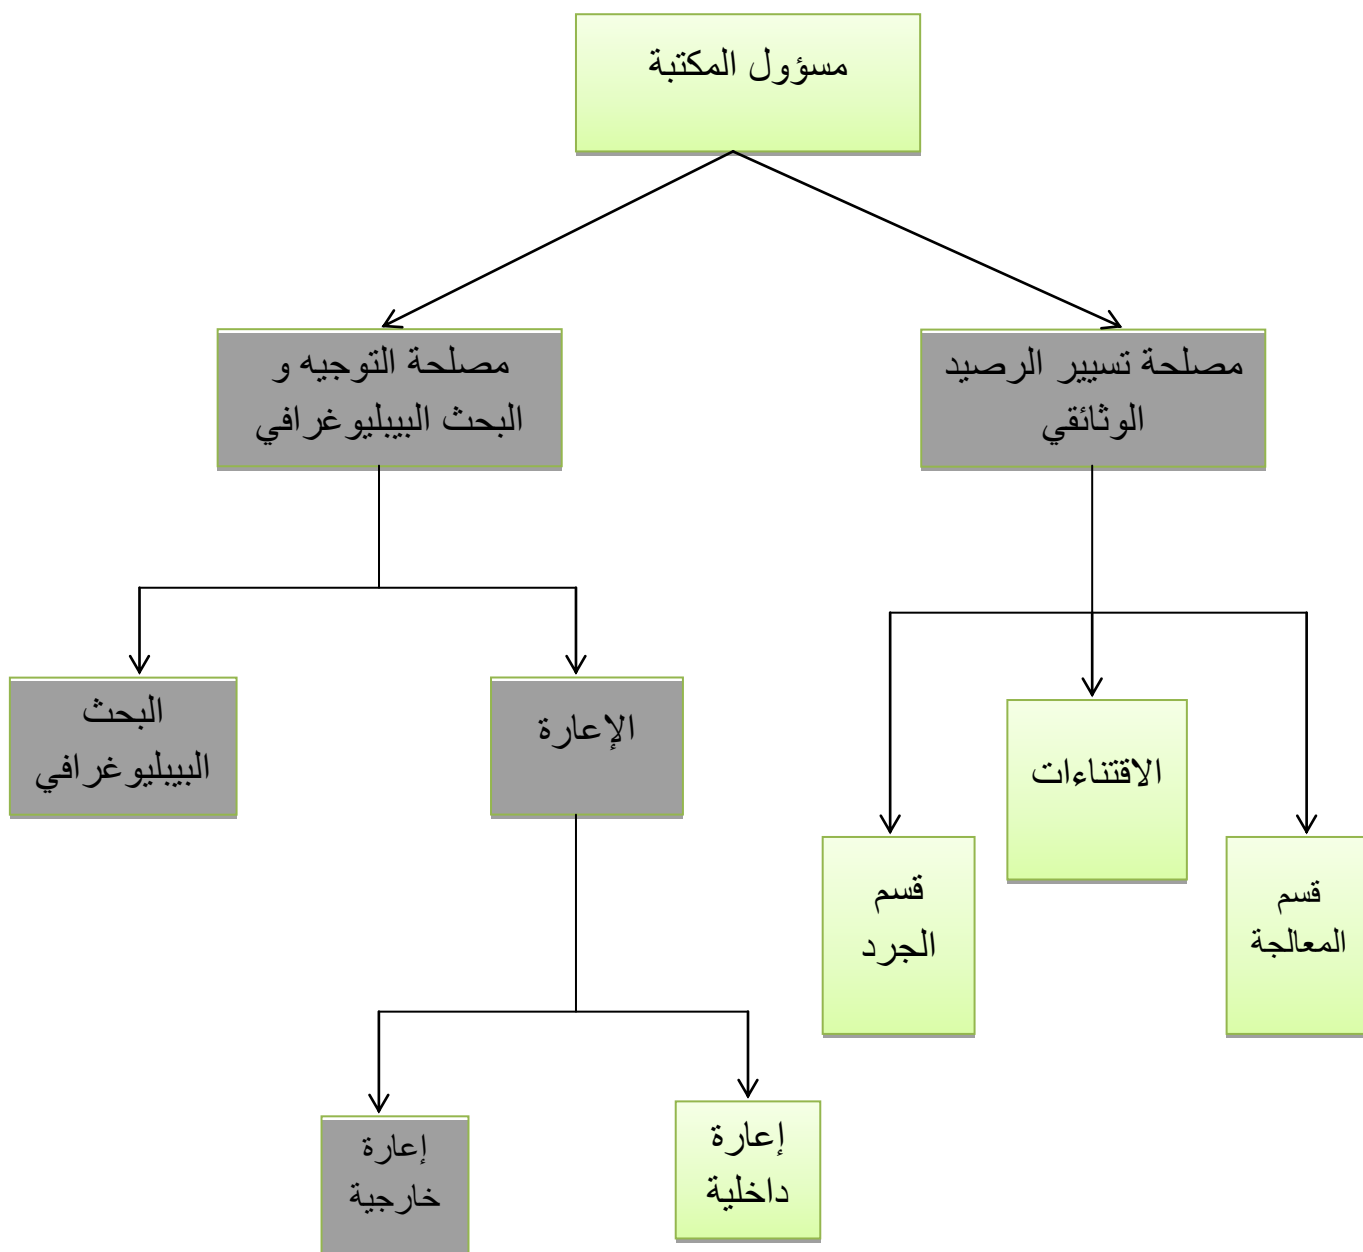 مسؤول المكتبة
مصلحة تسيير الرصيد
الوثائقي
مصلحة التوجيه و
البحث البيبليوغرافي
قسم
المعالجة
الاقتناءات
قسم
الجرد
الإعارة
البحث
البيبليوغرافي
إعارة
داخلية
إعارة
خارجية